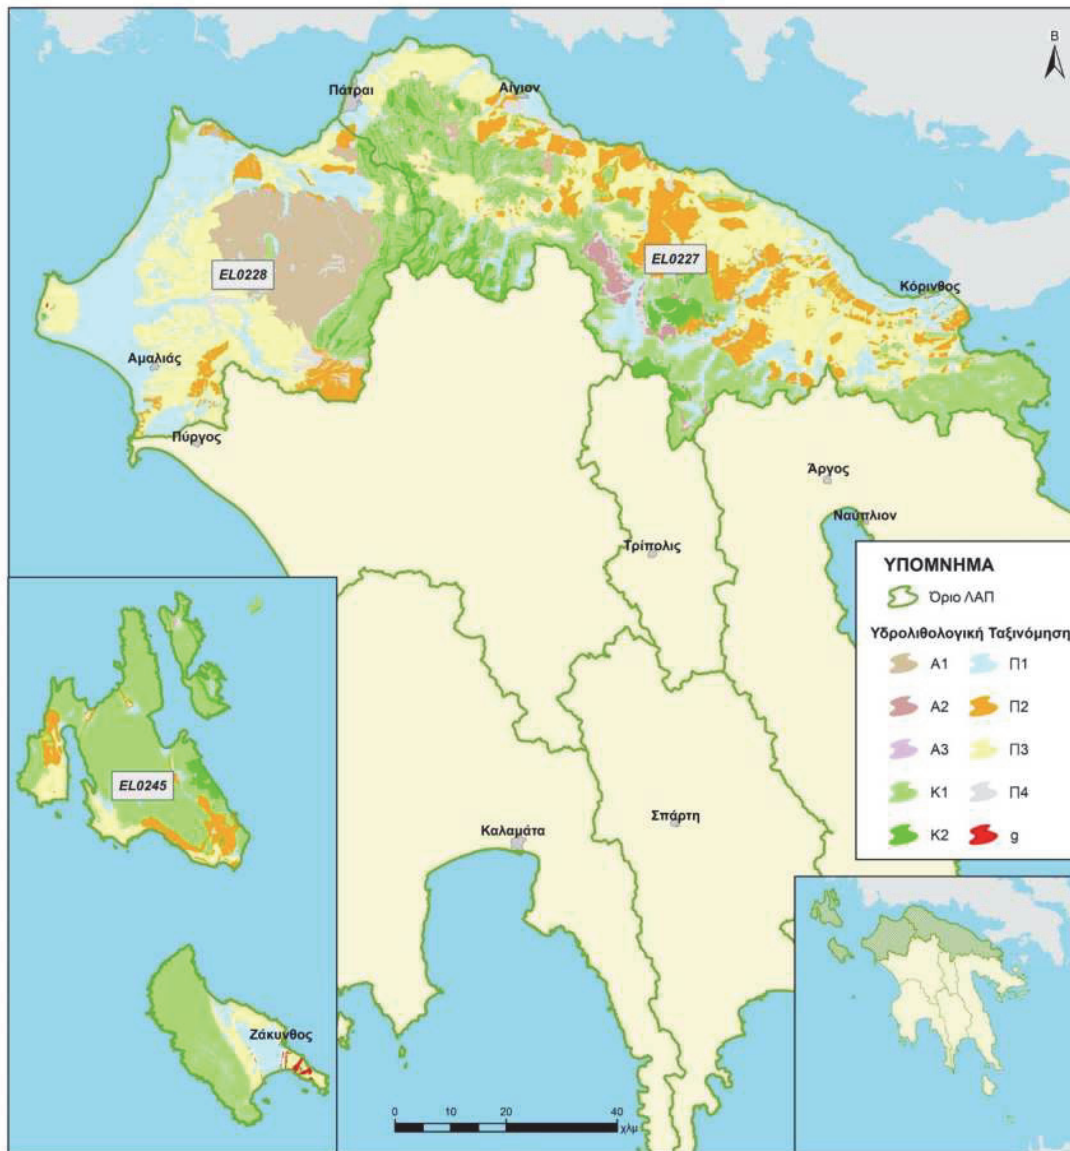 Β
Πάτραι
Αίγιον
EL0228
EL0227
Κόρινθος
Αμαλιάς
Πύργος
Άργος
Ναύπλιον
Τρίπολις
Σπάρτη
Καλαμάτα
EL0245
Ζάκυνθος
ΥΠΟΜΝΗΜΑ
Όριο ΛΑΠ
Υδρολιθολογική Ταξινόμηση
Α1 Π1
Α2 Π2
Α3 Π3
Κ1 Π4
Κ2 g
0 10 20 40
χλμ